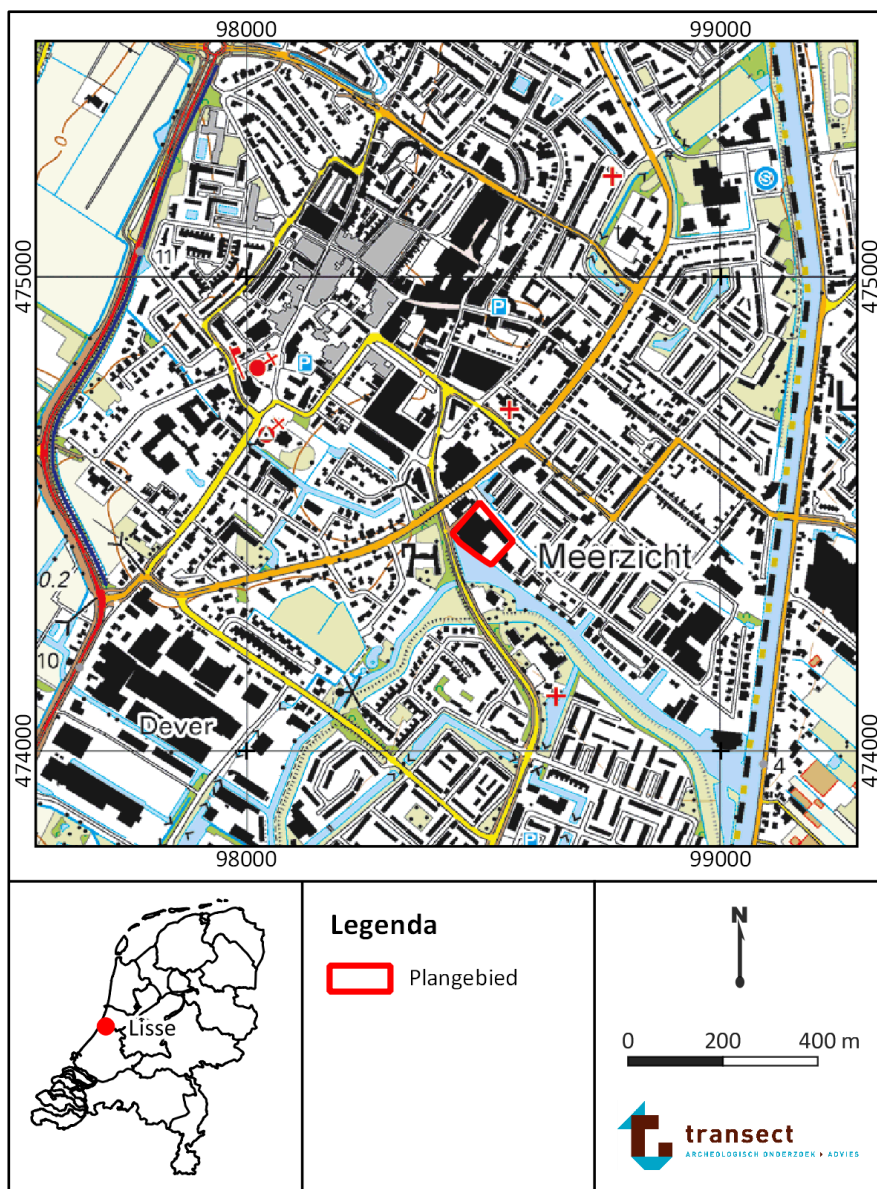 98000 99000
475000 475000
11
0
P
P
Meerzicht
0.2
10
Dever
474000 474000
4
P
98000 99000
Lisse
Legenda
Plangebied
N
0 200 400 m
transect
ARCHEOLOGISCH ONDERZOEK ▸ ADVIES